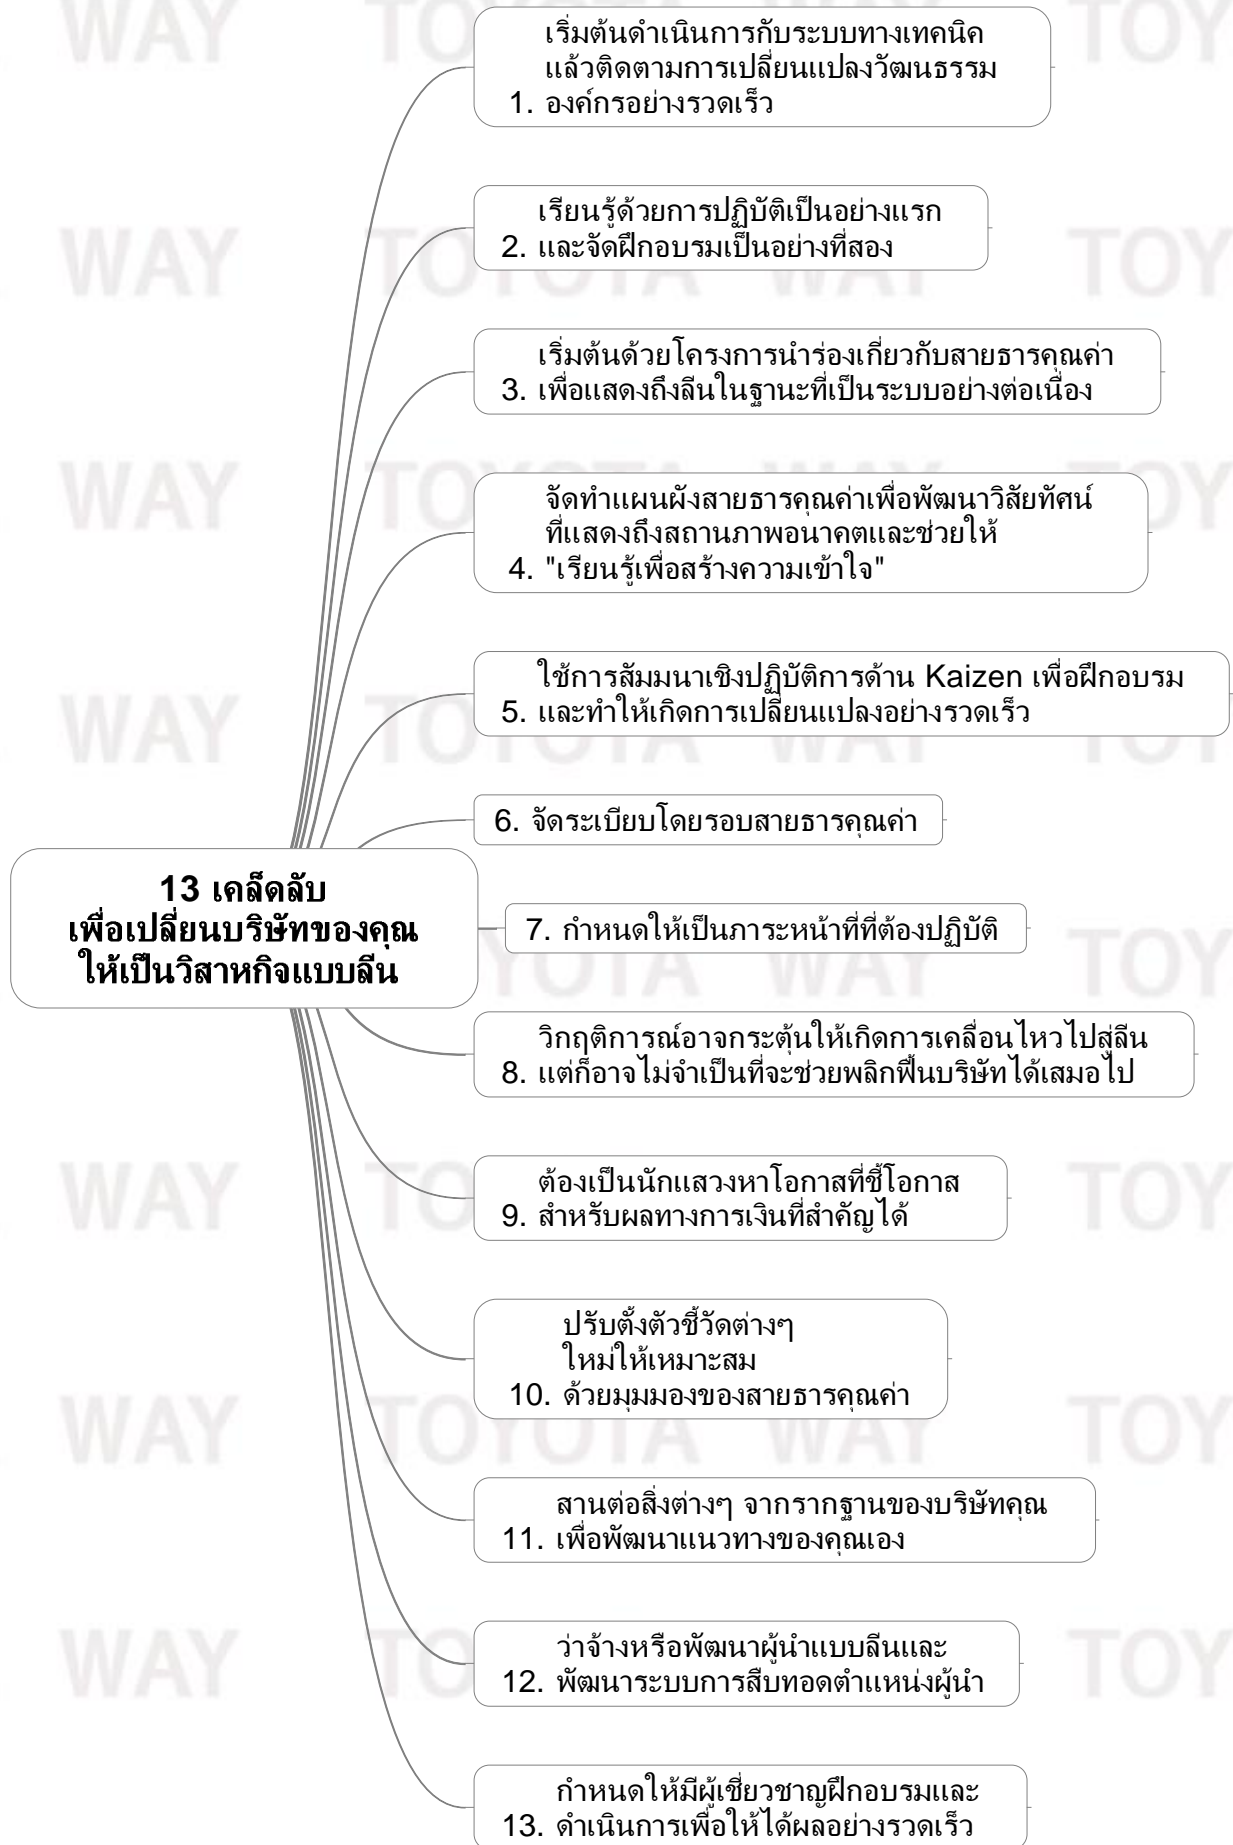 เริ่มต้นดำเนินการกับระบบทางเทคนิค
แล้วติดตามการเปลี่ยนแปลงวัฒนธรรม
1. องค์กรอย่างรวดเร็ว
เรียนรู้ด้วยการปฏิบัติเป็นอย่างแรก
2. และจัดฝึกอบรมเป็นอย่างที่สอง
เริ่มต้นด้วยโครงการนำร่องเกี่ยวกับสายธารคุณค่า
3. เพื่อแสดงถึงลีนในฐานะที่เป็นระบบอย่างต่อเนื่อง
จัดทำแผนผังสายธารคุณค่าเพื่อพัฒนาวิสัยทัศน์
ที่แสดงถึงสถานภาพอนาคตและช่วยให้
4. "เรียนรู้เพื่อสร้างความเข้าใจ"
ใช้การสัมมนาเชิงปฏิบัติการด้าน Kaizen เพื่อฝึกอบรม
5. และทำให้เกิดการเปลี่ยนแปลงอย่างรวดเร็ว
6. จัดระเบียบโดยรอบสายธารคุณค่า
13 เคล็ดลับ
เพื่อเปลี่ยนบริษัทของคุณ
ให้เป็นวิสาหกิจแบบลีน
7. กำหนดให้เป็นภาระหน้าที่ที่ต้องปฏิบัติ
วิกฤติการณ์อาจกระตุ้นให้เกิดการเคลื่อนไหวไปสู่ลีน
8. แต่ก็อาจไม่จำเป็นที่จะช่วยพลิกฟื้นบริษัทได้เสมอไป
ต้องเป็นนักแสวงหาโอกาสที่ชี้โอกาส
9. สำหรับผลทางการเงินที่สำคัญได้
ปรับตั้งตัวชี้วัดต่างๆ
ใหม่ให้เหมาะสม
10. ด้วยมุมมองของสายธารคุณค่า
สานต่อสิ่งต่างๆ จากรากฐานของบริษัทคุณ
11. เพื่อพัฒนาแนวทางของคุณเอง
ว่าจ้างหรือพัฒนาผู้นำแบบลีนและ
12. พัฒนาระบบการสืบทอดตำแหน่งผู้นำ
กำหนดให้มีผู้เชี่ยวชาญฝึกอบรมและ
13. ดำเนินการเพื่อให้ได้ผลอย่างรวดเร็ว
WAY TOYOTA WAY TOY